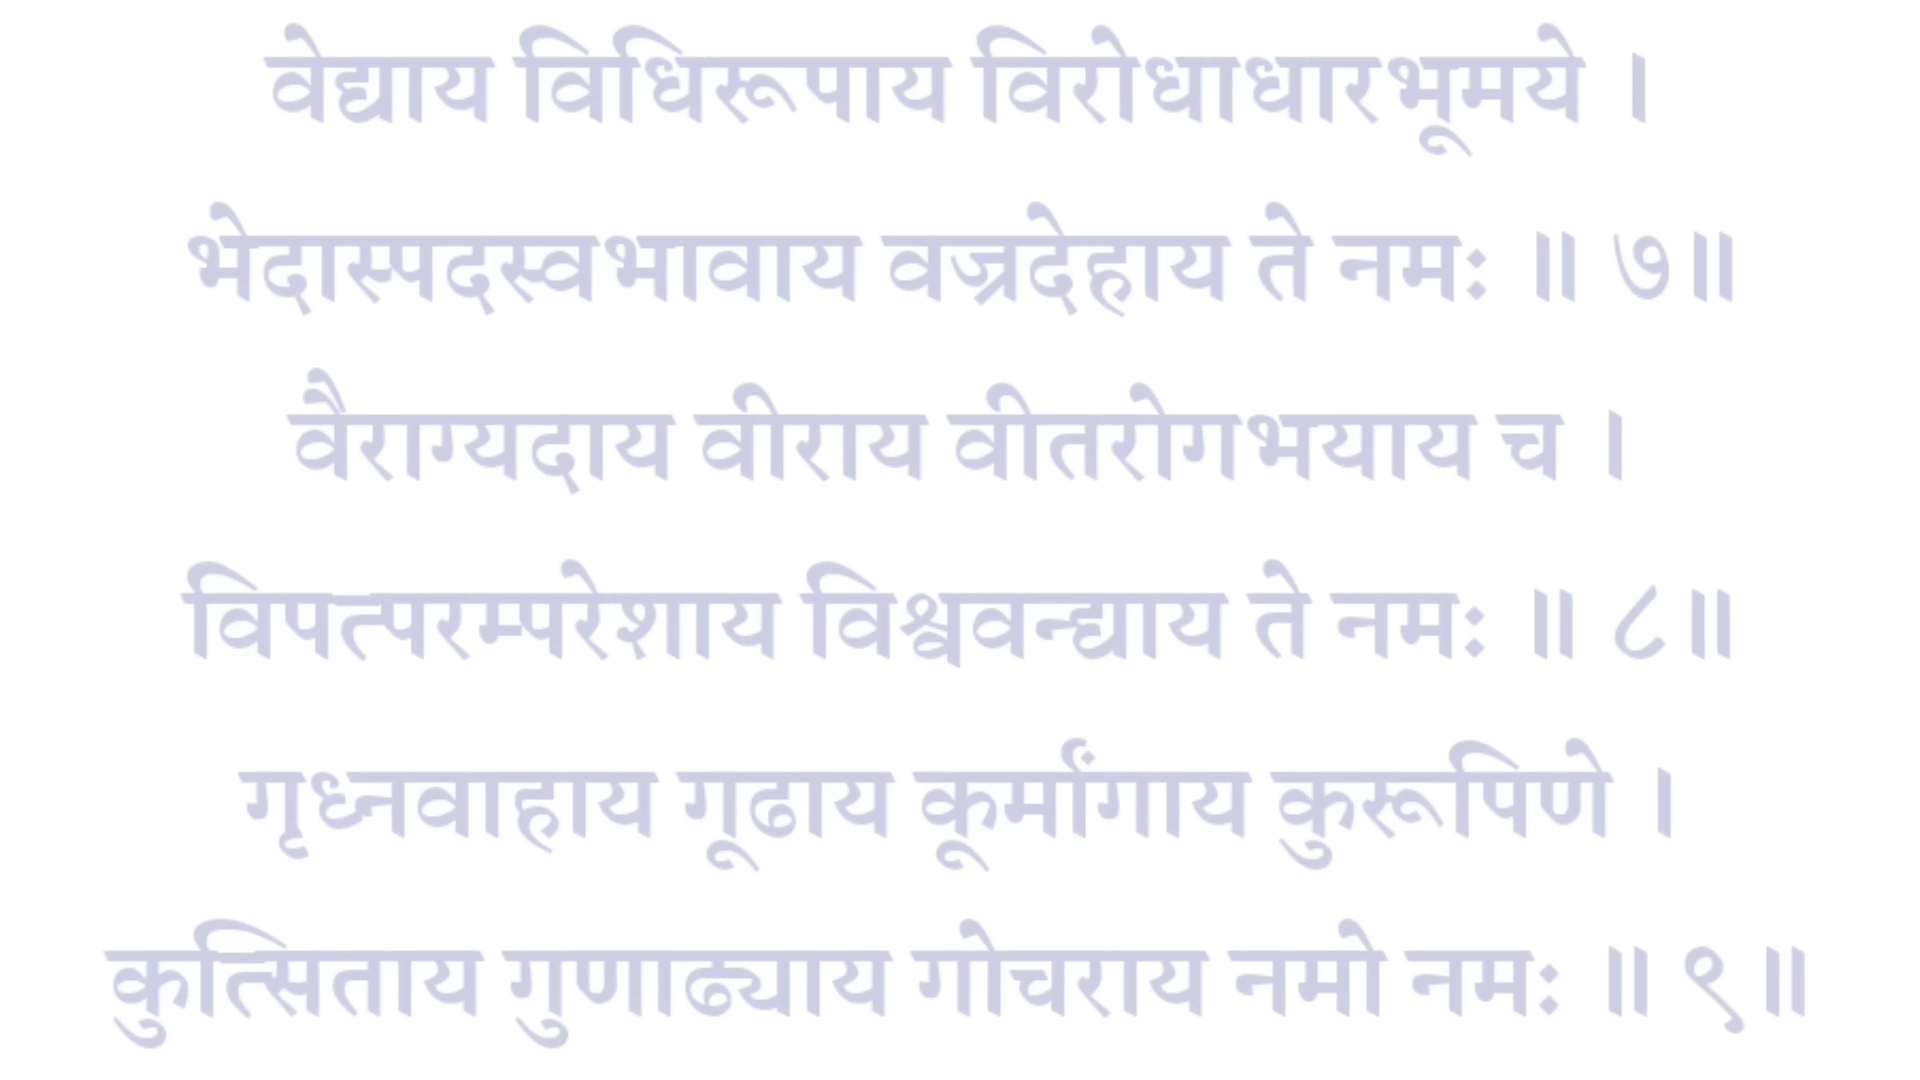 वेद्याय विधिरूपाय विरोधाधारभूमये ।
भेदास्पदस्वभावाय वज्रदेहाय ते नमः ॥ ७॥
वैराग्यदाय वीराय वीतरोगभयाय च ।
विपत्परम्परेशाय विश्ववन्द्याय ते नमः ॥ ८॥
गृध्नवाहाय गूढाय कूर्मांगाय कुरूपिणे ।
कुत्सिताय गुणाढ्याय गोचराय नमो नमः ॥ ९॥